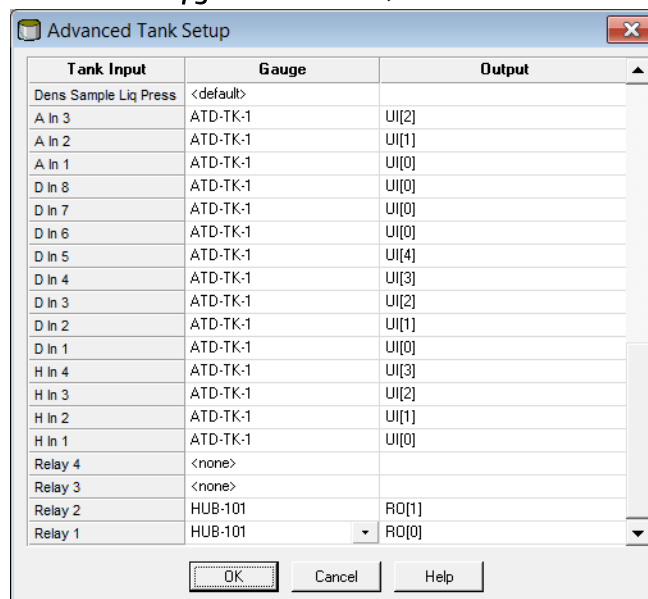 Advanced Tank Setup
Tank Input Gauge Output
Dens Sample Liq Press <default>
A In 3 ATD-TK-1 UI[2]
A In 2 ATD-TK-1 UI[1]
A In 1 ATD-TK-1 UI[0]
D In 8 ATD-TK-1 UI[0]
D In 7 ATD-TK-1 UI[0]
D In 6 ATD-TK-1 UI[0]
D In 5 ATD-TK-1 UI[4]
D In 4 ATD-TK-1 UI[3]
D In 3 ATD-TK-1 UI[2]
D In 2 ATD-TK-1 UI[1]
D In 1 ATD-TK-1 UI[0]
H In 4 ATD-TK-1 UI[3]
H In 3 ATD-TK-1 UI[2]
H In 2 ATD-TK-1 UI[1]
H In 1 ATD-TK-1 UI[0]
Relay 4 <none>
Relay 3 <none>
Relay 2 HUB-101 RO[1]
Relay 1 HUB-101 RO[0]
OK Cancel Help